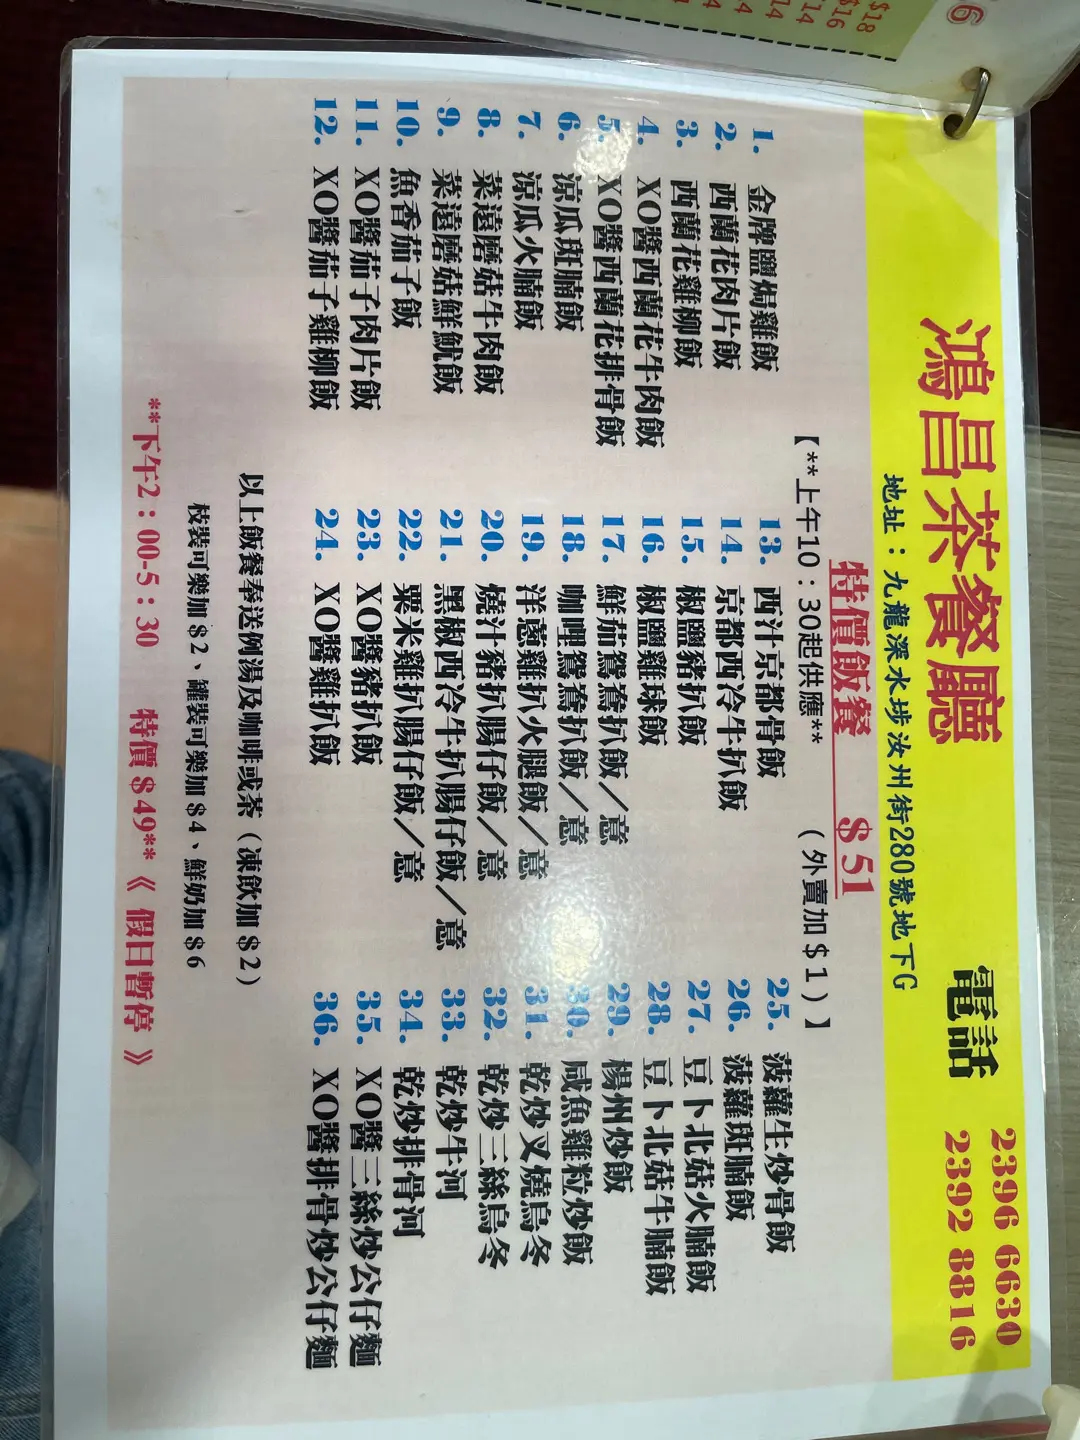 鴻昌茶餐廳 電話 2396 6630
2392 8816
地址：九龍深水埗汝州街280號地下G
特價飯餐 $51
【**上午10：30起供應** （外賣加$1）】
1. 金牌鹽焗雞飯
2. 西蘭花肉片飯
3. 西蘭花雞柳飯
4. XO醬西蘭花牛肉飯
5. XO醬西蘭花排骨飯
6. 涼瓜斑腩飯
7. 涼瓜火腩飯
8. 菜遠磨菇牛肉飯
9. 菜遠磨菇鮮魷飯
10. 魚香茄子飯
11. XO醬茄子肉片飯
12. XO醬茄子雞柳飯
13. 西汁京都骨飯
14. 京都西冷牛扒飯
15. 椒鹽豬扒飯
16. 椒鹽雞球飯
17. 鮮茄鴛鴦扒飯／意
18. 咖哩鴛鴦扒飯／意
19. 洋蔥雞扒火腿飯／意
20. 燒汁豬扒腸仔飯／意
21. 黑椒西冷牛扒腸仔飯／意
22. 粟米雞扒腸仔飯／意
23. XO醬豬扒飯
24. XO醬雞扒飯
25. 菠蘿生炒骨飯
26. 菠蘿斑腩飯
27. 豆卜北菇火腩飯
28. 豆卜北菇牛腩飯
29. 楊州炒飯
30. 咸魚雞粒炒飯
31. 乾炒叉燒烏冬
32. 乾炒三絲烏冬
33. 乾炒牛河
34. 乾炒排骨河
35. XO醬三絲炒公仔麵
36. XO醬排骨炒公仔麵
以上飯餐奉送例湯及咖啡或茶（凍飲加$2）
枝裝可樂加$2、罐裝可樂加$4、鮮奶加$6
**下午2：00-5：30 特價$49**《假日暫停》
6
$18
$16
14
14
4
4